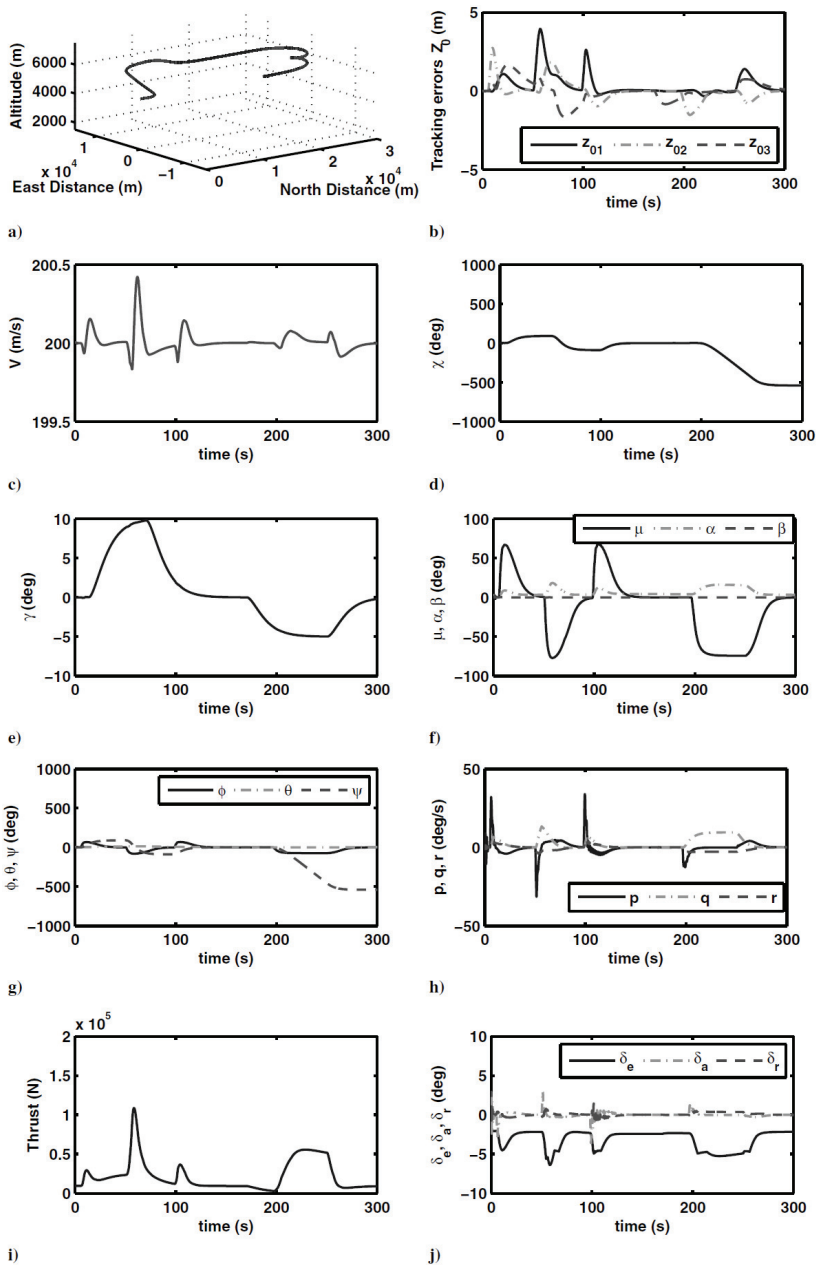 Altitude (m)
6000
4000
2000
1
0
−1
x 10^4
East Distance (m)
0
1
2
3
x 10^4
North Distance (m)
a)
Tracking errors Z_0 (m)
5
0
−5
z_01 z_02 z_03
0 50 100 150 200 250 300
time (s)
b)
V (m/s)
200.5
200
199.5
0 100 200 300
time (s)
c)
χ (deg)
1000
500
0
−500
−1000
0 100 200 300
time (s)
d)
γ (deg)
10
5
0
−5
−10
0 100 200 300
time (s)
e)
μ, α, β (deg)
100
50
0
−50
−100
μ α β
0 100 200 300
time (s)
f)
ϕ, θ, ψ (deg)
1000
500
0
−500
−1000
ϕ θ ψ
0 100 200 300
time (s)
g)
p, q, r (deg/s)
50
0
−50
p q r
0 100 200 300
time (s)
h)
x 10^5
Thrust (N)
2
1.5
1
0.5
0
0 100 200 300
time (s)
i)
δ_e, δ_a, δ_r (deg)
10
5
0
−5
−10
δ_e δ_a δ_r
0 100 200 300
time (s)
j)